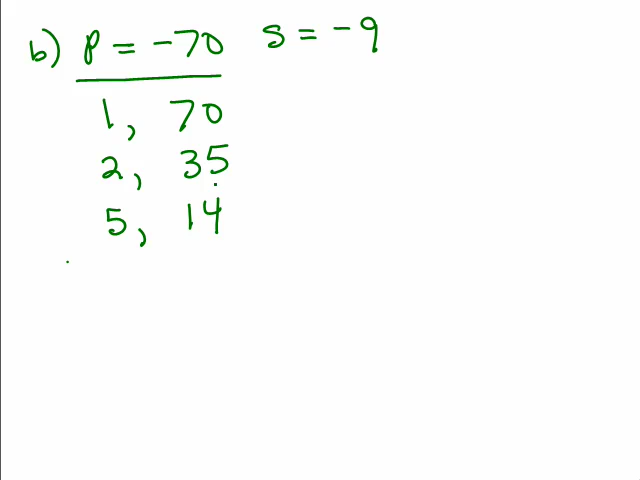 b) P = -70 S = -9
1, 70
2, 35
5, 14